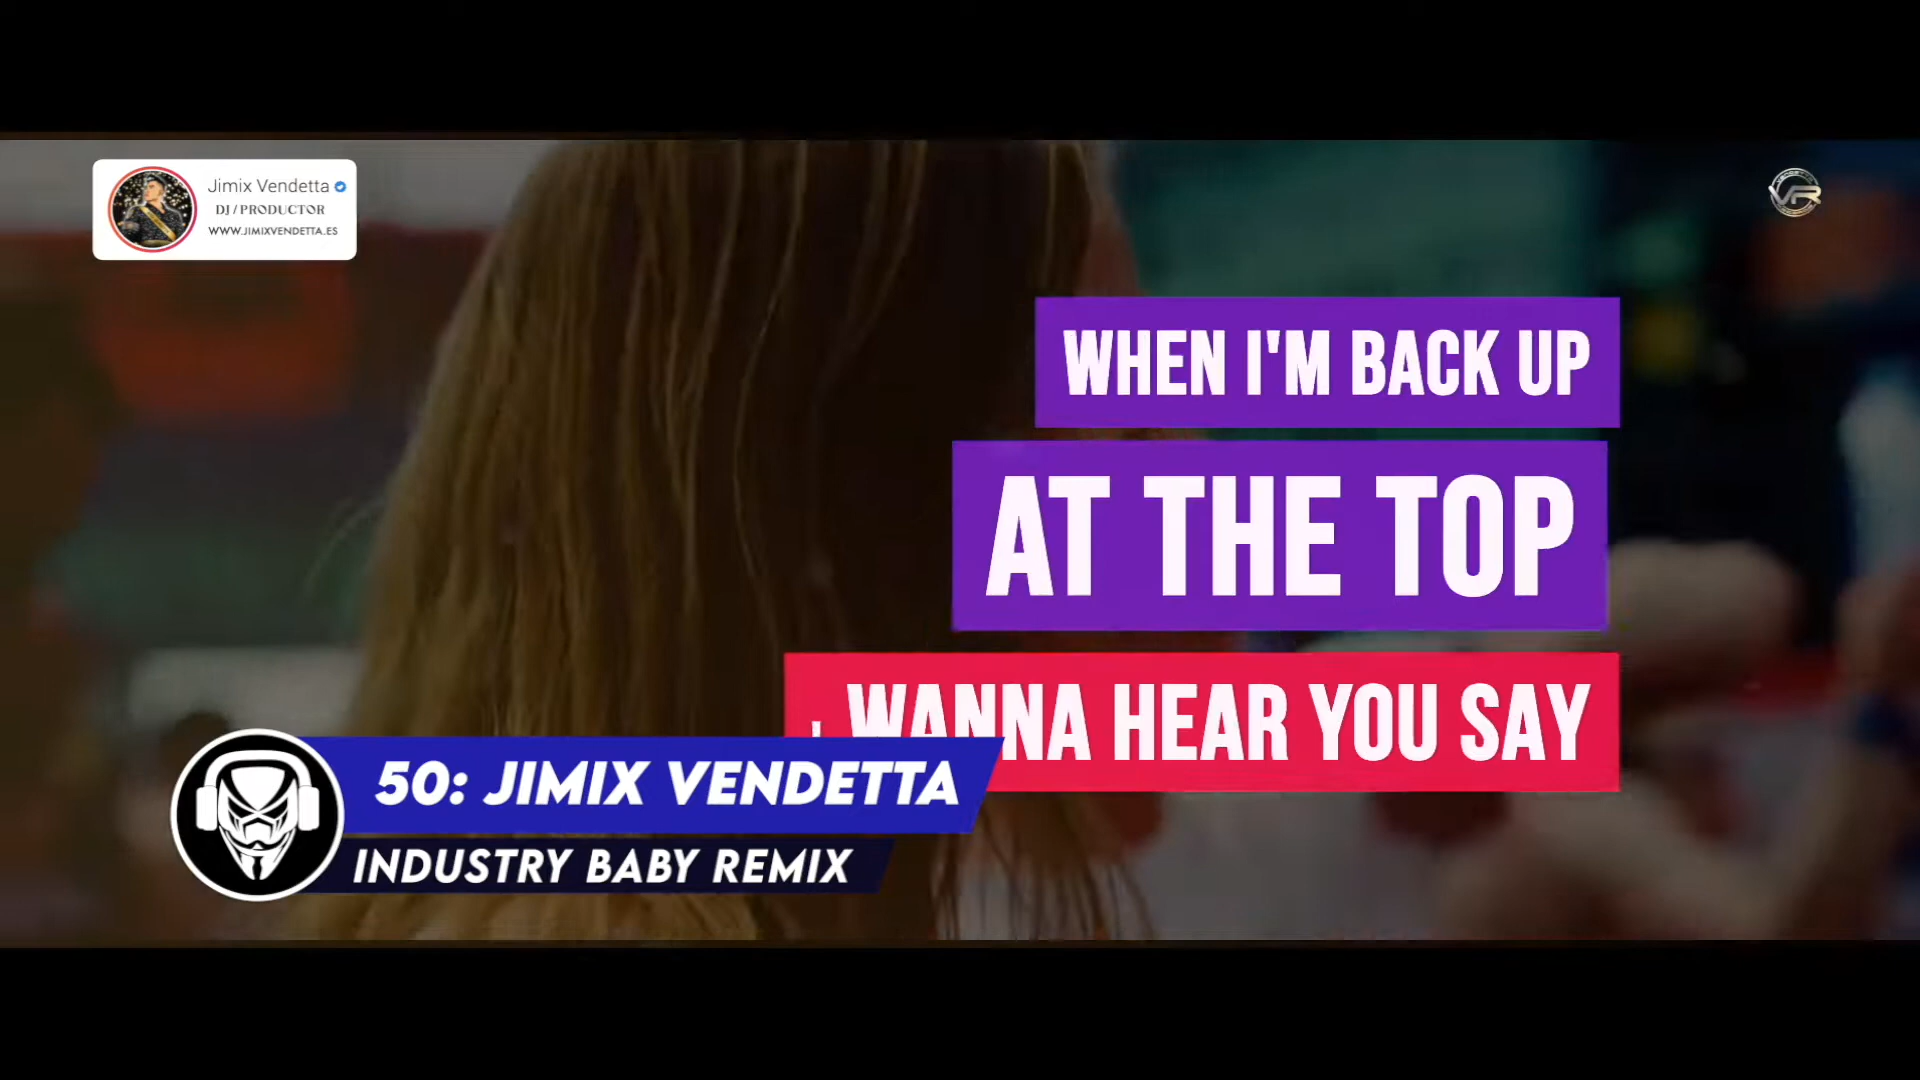 Jimix Vendetta
DJ / PRODUCTOR
WWW.JIMIXVENDETTA.ES
VR
WHEN I'M BACK UP
AT THE TOP
I WANNA HEAR YOU SAY
50: JIMIX VENDETTA
INDUSTRY BABY REMIX